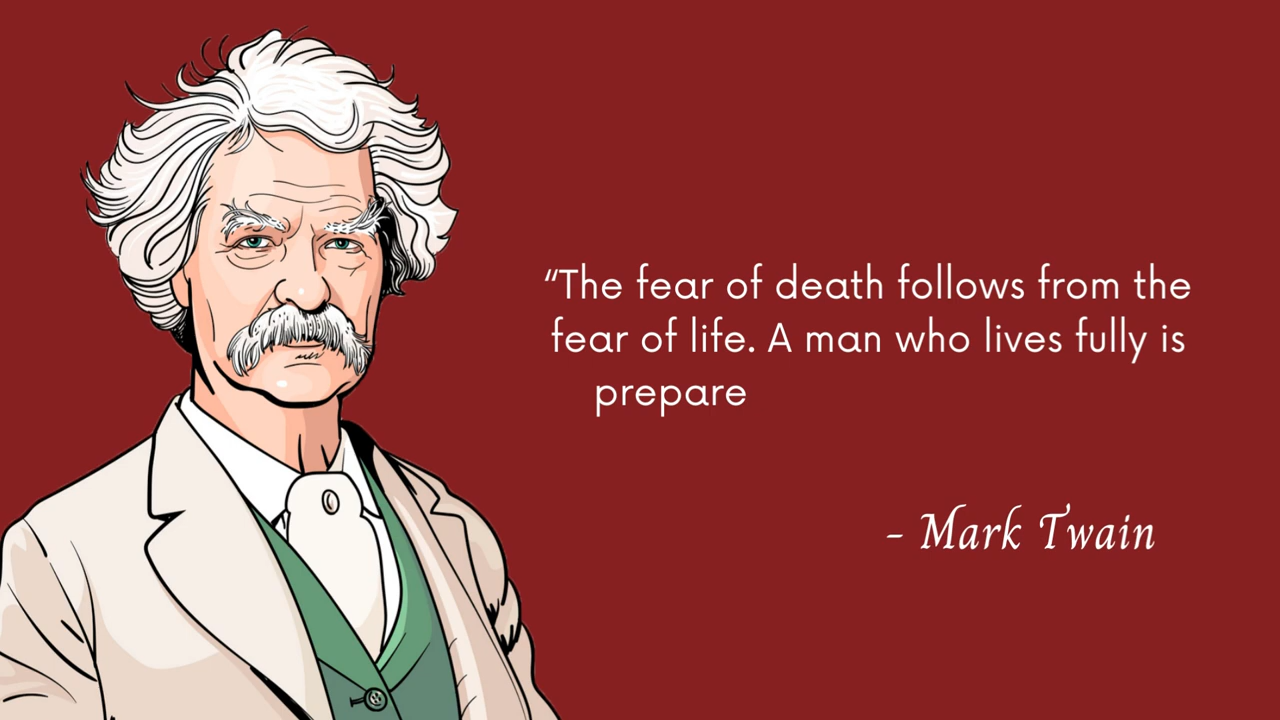 “The fear of death follows from the
fear of life. A man who lives fully is
prepare
- Mark Twain